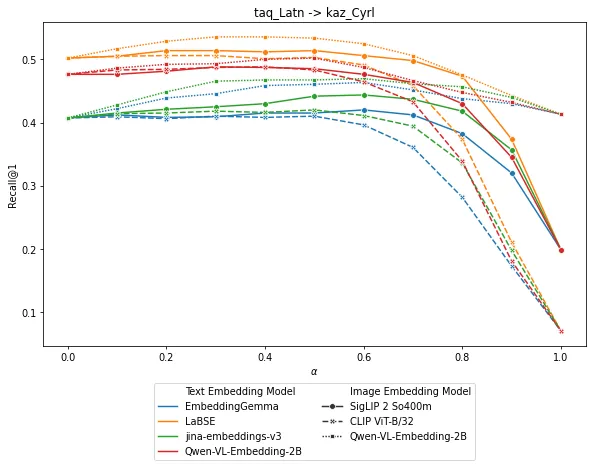 taq_Latn -> kaz_Cyrl
Recall@1
0.5
0.4
0.3
0.2
0.1
0.0
0.2
0.4
0.6
0.8
1.0
α
Text Embedding Model
EmbeddingGemma
LaBSE
jina-embeddings-v3
Qwen-VL-Embedding-2B
Image Embedding Model
SigLIP 2 So400m
CLIP ViT-B/32
Qwen-VL-Embedding-2B